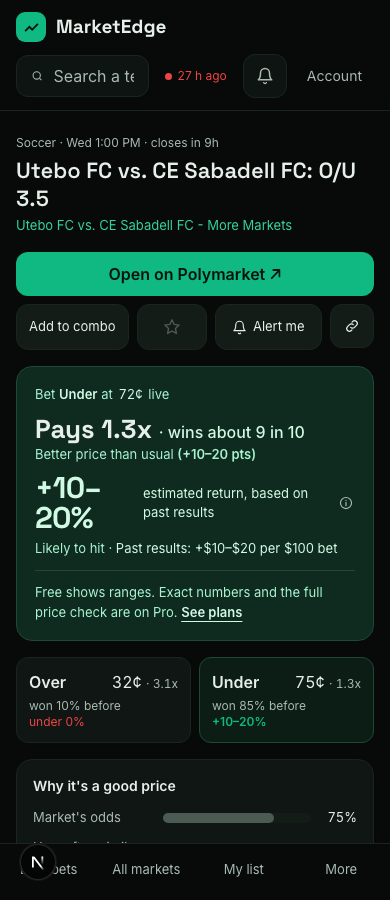 MarketEdge
27 h ago
Account
Soccer · Wed 1:00 PM · closes in 9h
Utebo FC vs. CE Sabadell FC: O/U
3.5
Utebo FC vs. CE Sabadell FC - More Markets
Open on Polymarket ↗
Add to combo
Alert me
Bet Under at 72¢ live
Pays 1.3x · wins about 9 in 10
Better price than usual (+10–20 pts)
+10–
20%
estimated return, based on
past results
Likely to hit · Past results: +$10–$20 per $100 bet
Free shows ranges. Exact numbers and the full
price check are on Pro. See plans
Over 32¢ · 3.1x
won 10% before
under 0%
Under 75¢ · 1.3x
won 85% before
+10–20%
Why it's a good price
Market's odds 75%
N
All markets
My list
More